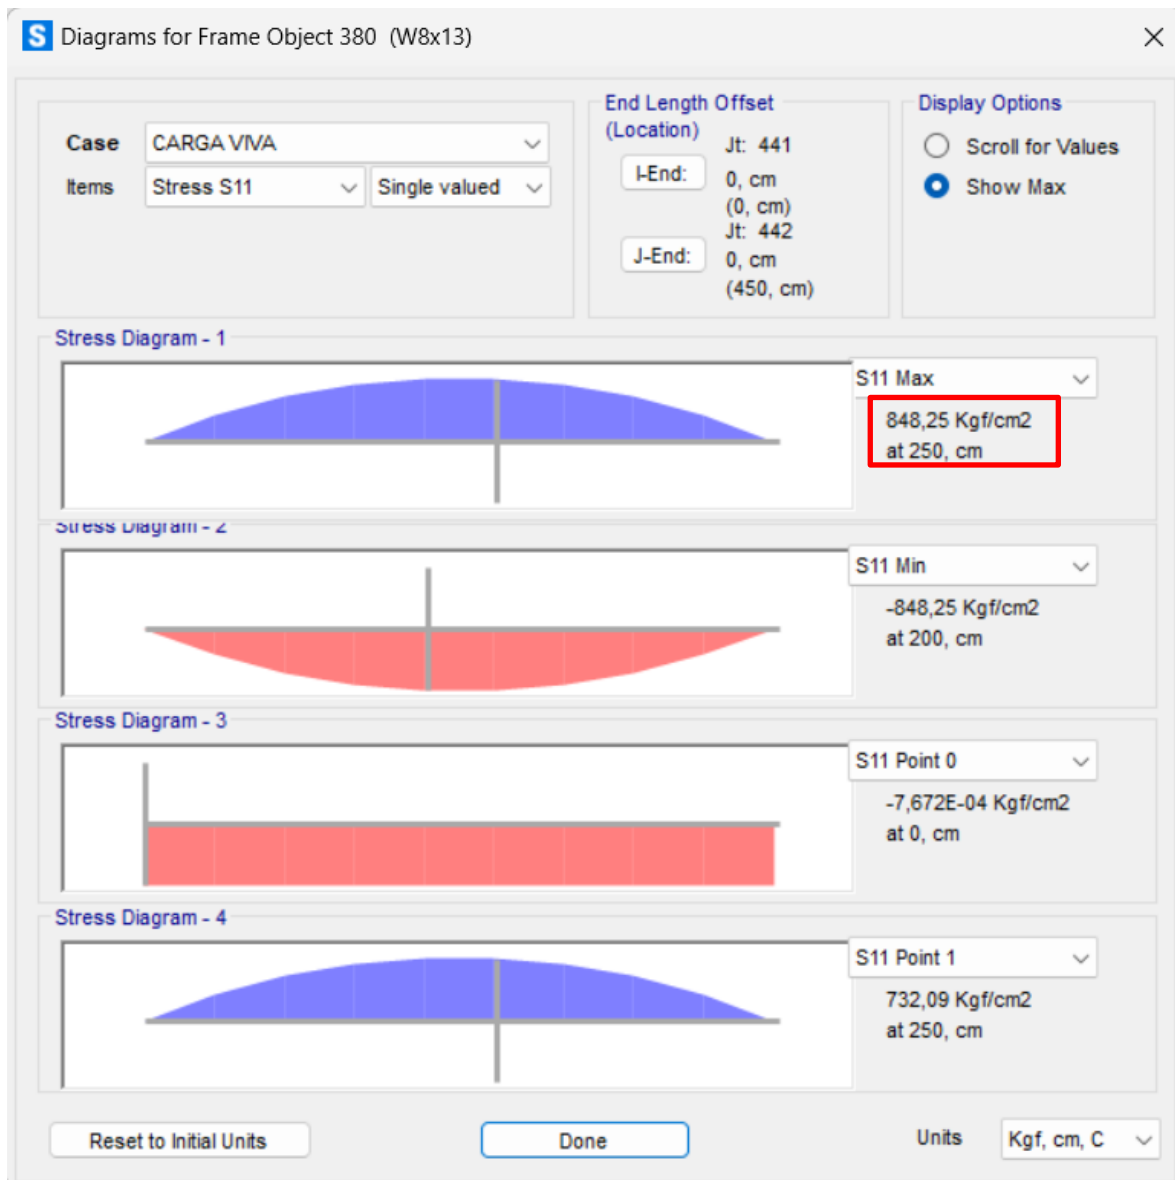 S Diagrams for Frame Object 380 (W8x13)
Case CARGA VIVA
Items Stress S11 Single valued
End Length Offset
(Location)
I-End:
Jt: 441
0, cm
(0, cm)
J-End:
Jt: 442
0, cm
(450, cm)
Display Options
Scroll for Values
Show Max
Stress Diagram - 1
S11 Max
848,25 Kgf/cm2
at 250, cm
Stress Diagram - 2
S11 Min
-848,25 Kgf/cm2
at 200, cm
Stress Diagram - 3
S11 Point 0
-7,672E-04 Kgf/cm2
at 0, cm
Stress Diagram - 4
S11 Point 1
732,09 Kgf/cm2
at 250, cm
Reset to Initial Units
Done
Units Kgf, cm, C